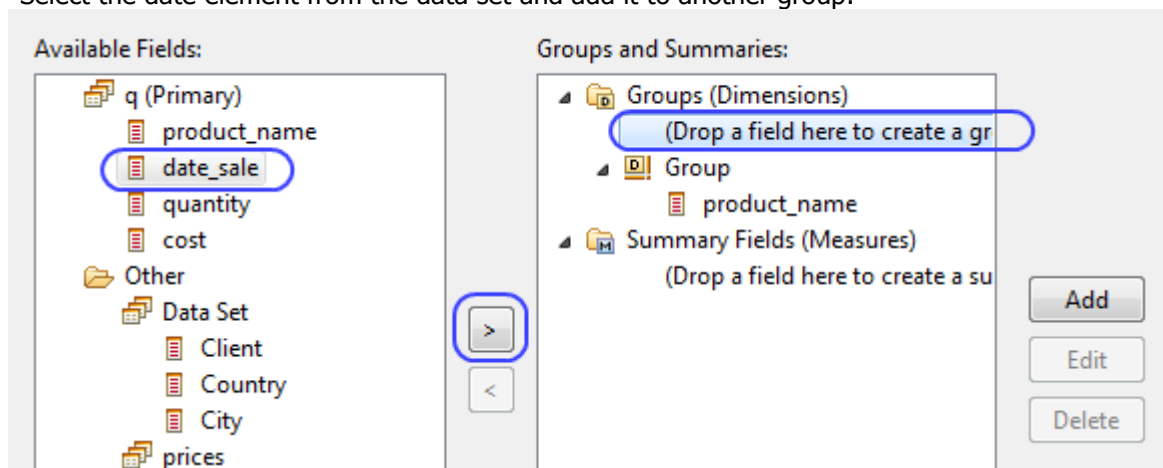 Select the date element from the data set and add it to another group:
Available Fields:
q (Primary)
product_name
date_sale
quantity
cost
Other
Data Set
Client
Country
City
prices
>
<
Groups and Summaries:
Groups (Dimensions)
(Drop a field here to create a gr
Group
product_name
Summary Fields (Measures)
(Drop a field here to create a su
Add
Edit
Delete